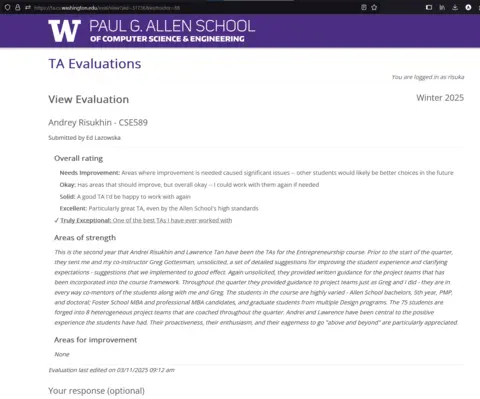 W PAUL G. ALLEN SCHOOL
OF COMPUTER SCIENCE & ENGINEERING
TA Evaluations
You are logged in as risuka
View Evaluation
Winter 2025
Andrey Risukhin - CSE589
Submitted by Ed Lazowska
Overall rating
Needs Improvement: Areas where improvement is needed caused significant issues -- other students would likely be better choices in the future
Okay: Has areas that should improve, but overall okay -- I could work with them again if needed
Solid: A good TA I'd be happy to work with again
Excellent: Particularly great TA, even by the Allen School's high standards
✓ Truly Exceptional: One of the best TAs I have ever worked with
Areas of strength
This is the second year that Andrei Risukhin and Lawrence Tan have been the TAs for the Entrepreneurship course. Prior to the start of the quarter,
they sent me and my co-instructor Greg Gottesman, unsolicited, a set of detailed suggestions for improving the student experience and clarifying
expectations - suggestions that we implemented to good effect. Again unsolicited, they provided written guidance for the project teams that has
been incorporated into the course framework. Throughout the quarter they provided guidance to project teams just as Greg and I did - they are in
every way co-mentors of the students along with me and Greg. The students in the course are highly varied - Allen School bachelors, 5th year, PMP,
and doctoral; Foster School MBA and professional MBA candidates, and graduate students from multiple Design programs. The 75 students are
forged into 8 heterogeneous project teams that are coached throughout the quarter. Andrei and Lawrence have been central to the positive
experience the students have had. Their proactiveness, their enthusiasm, and their eagerness to go "above and beyond" are particularly appreciated
Areas for improvement
None
Evaluation last edited on 03/11/2025 09:12 am
Your response (optional)